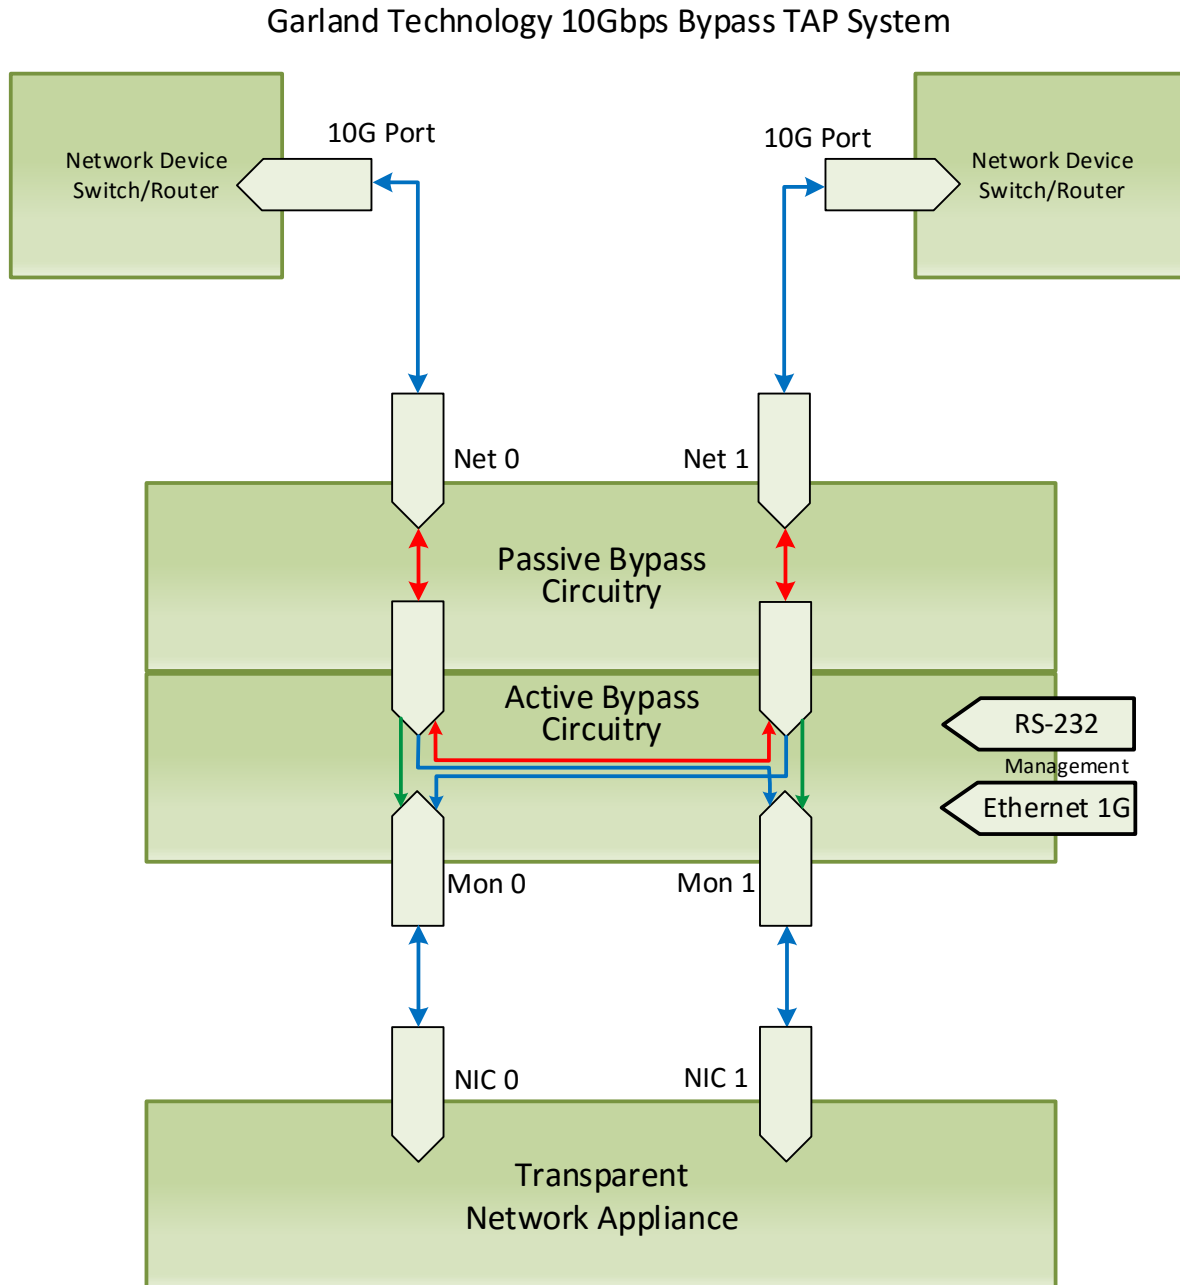 Garland Technology 10Gbps Bypass TAP System
10G Port
10G Port
Network Device
Switch/Router
Network Device
Switch/Router
Net 0
Net 1
Passive Bypass
Circuitry
Active Bypass
Circuitry
RS-232
Management
Ethernet 1G
Mon 0
Mon 1
NIC 0
NIC 1
Transparent
Network Appliance